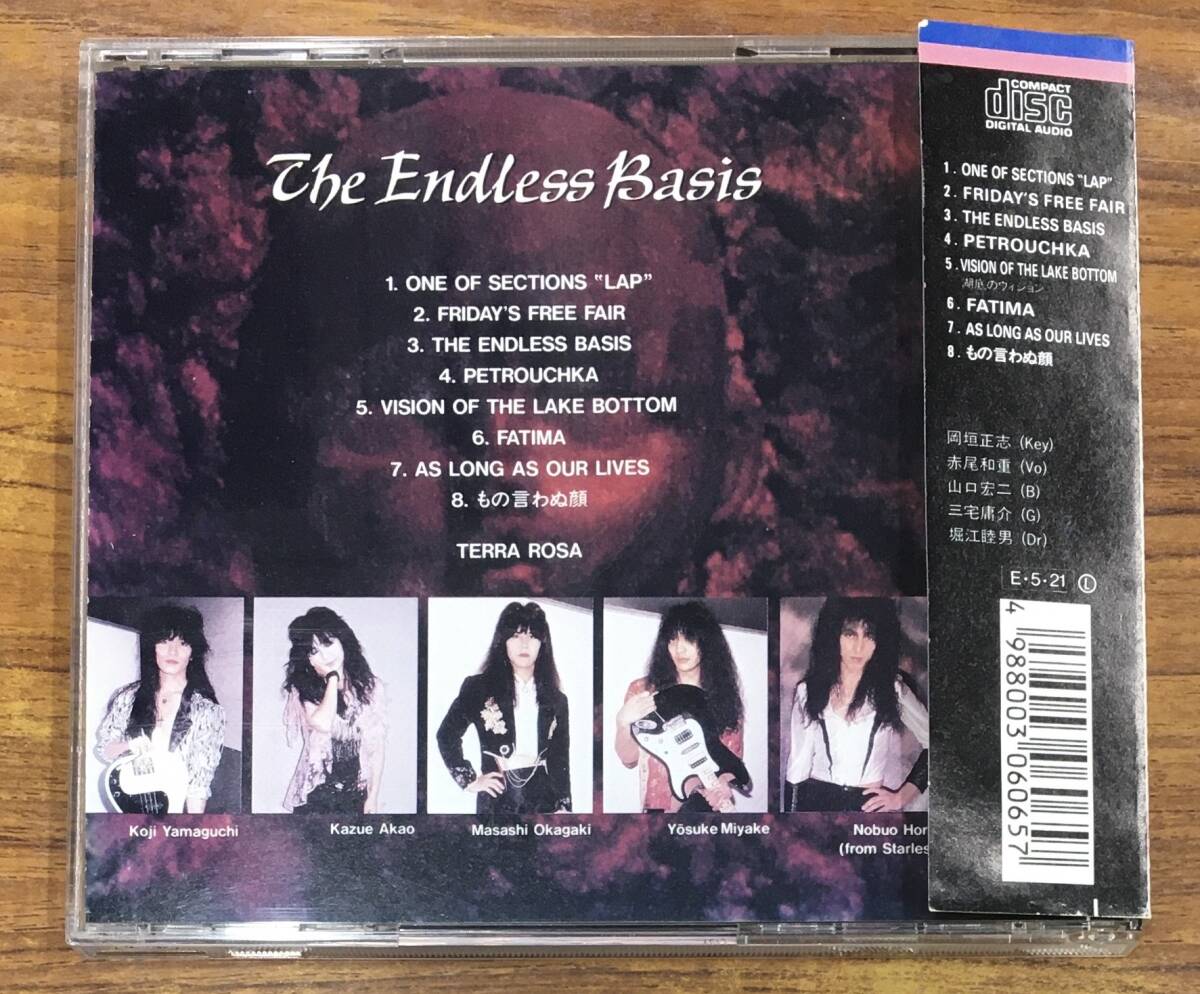 The Endless Basis
1. ONE OF SECTIONS "LAP"
2. FRIDAY'S FREE FAIR
3. THE ENDLESS BASIS
4. PETROUCHKA
5. VISION OF THE LAKE BOTTOM
6. FATIMA
7. AS LONG AS OUR LIVES
8. もの言わぬ顔
TERRA ROSA
Koji Yamaguchi
Kazue Akao
Masashi Okagaki
Yōsuke Miyake
Nobuo Hor
(from Starles
COMPACT
disc
DIGITAL AUDIO
1. ONE OF SECTIONS "LAP"
2. FRIDAY'S FREE FAIR
3. THE ENDLESS BASIS
4. PETROUCHKA
5. VISION OF THE LAKE BOTTOM
湖底のヴィジョン
6. FATIMA
7. AS LONG AS OUR LIVES
8. もの言わぬ顔
岡垣正志 (Key)
赤尾和重 (Vo)
山口宏二 (B)
三宅庸介 (G)
堀江睦男 (Dr)
E・5・21 Ⓛ
4 988003 060657